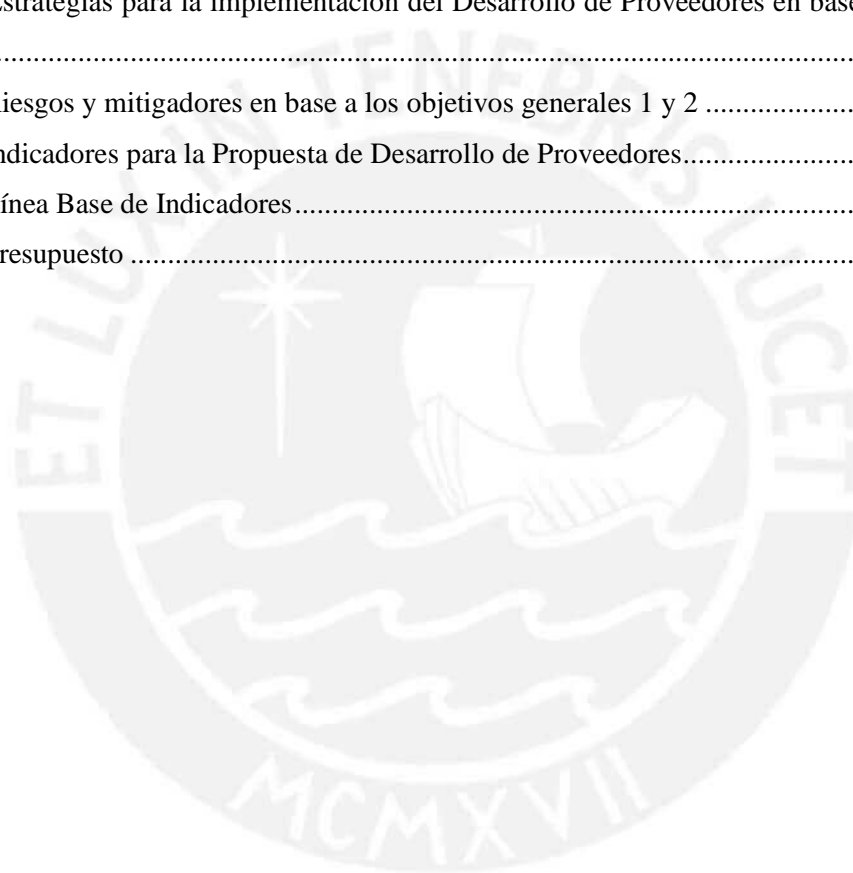 Estrategias para la Implementación del Desarrollo de Proveedores en base
....................................................................................................................
Riesgos y mitigadores en base a los objetivos generales 1 y 2 ....................
Indicadores para la Propuesta de Desarrollo de Proveedores.......................
Línea Base de Indicadores...........................................................................
Presupuesto .................................................................................................
ET LUX IN TENEBRIS LUCET
MCMXVII